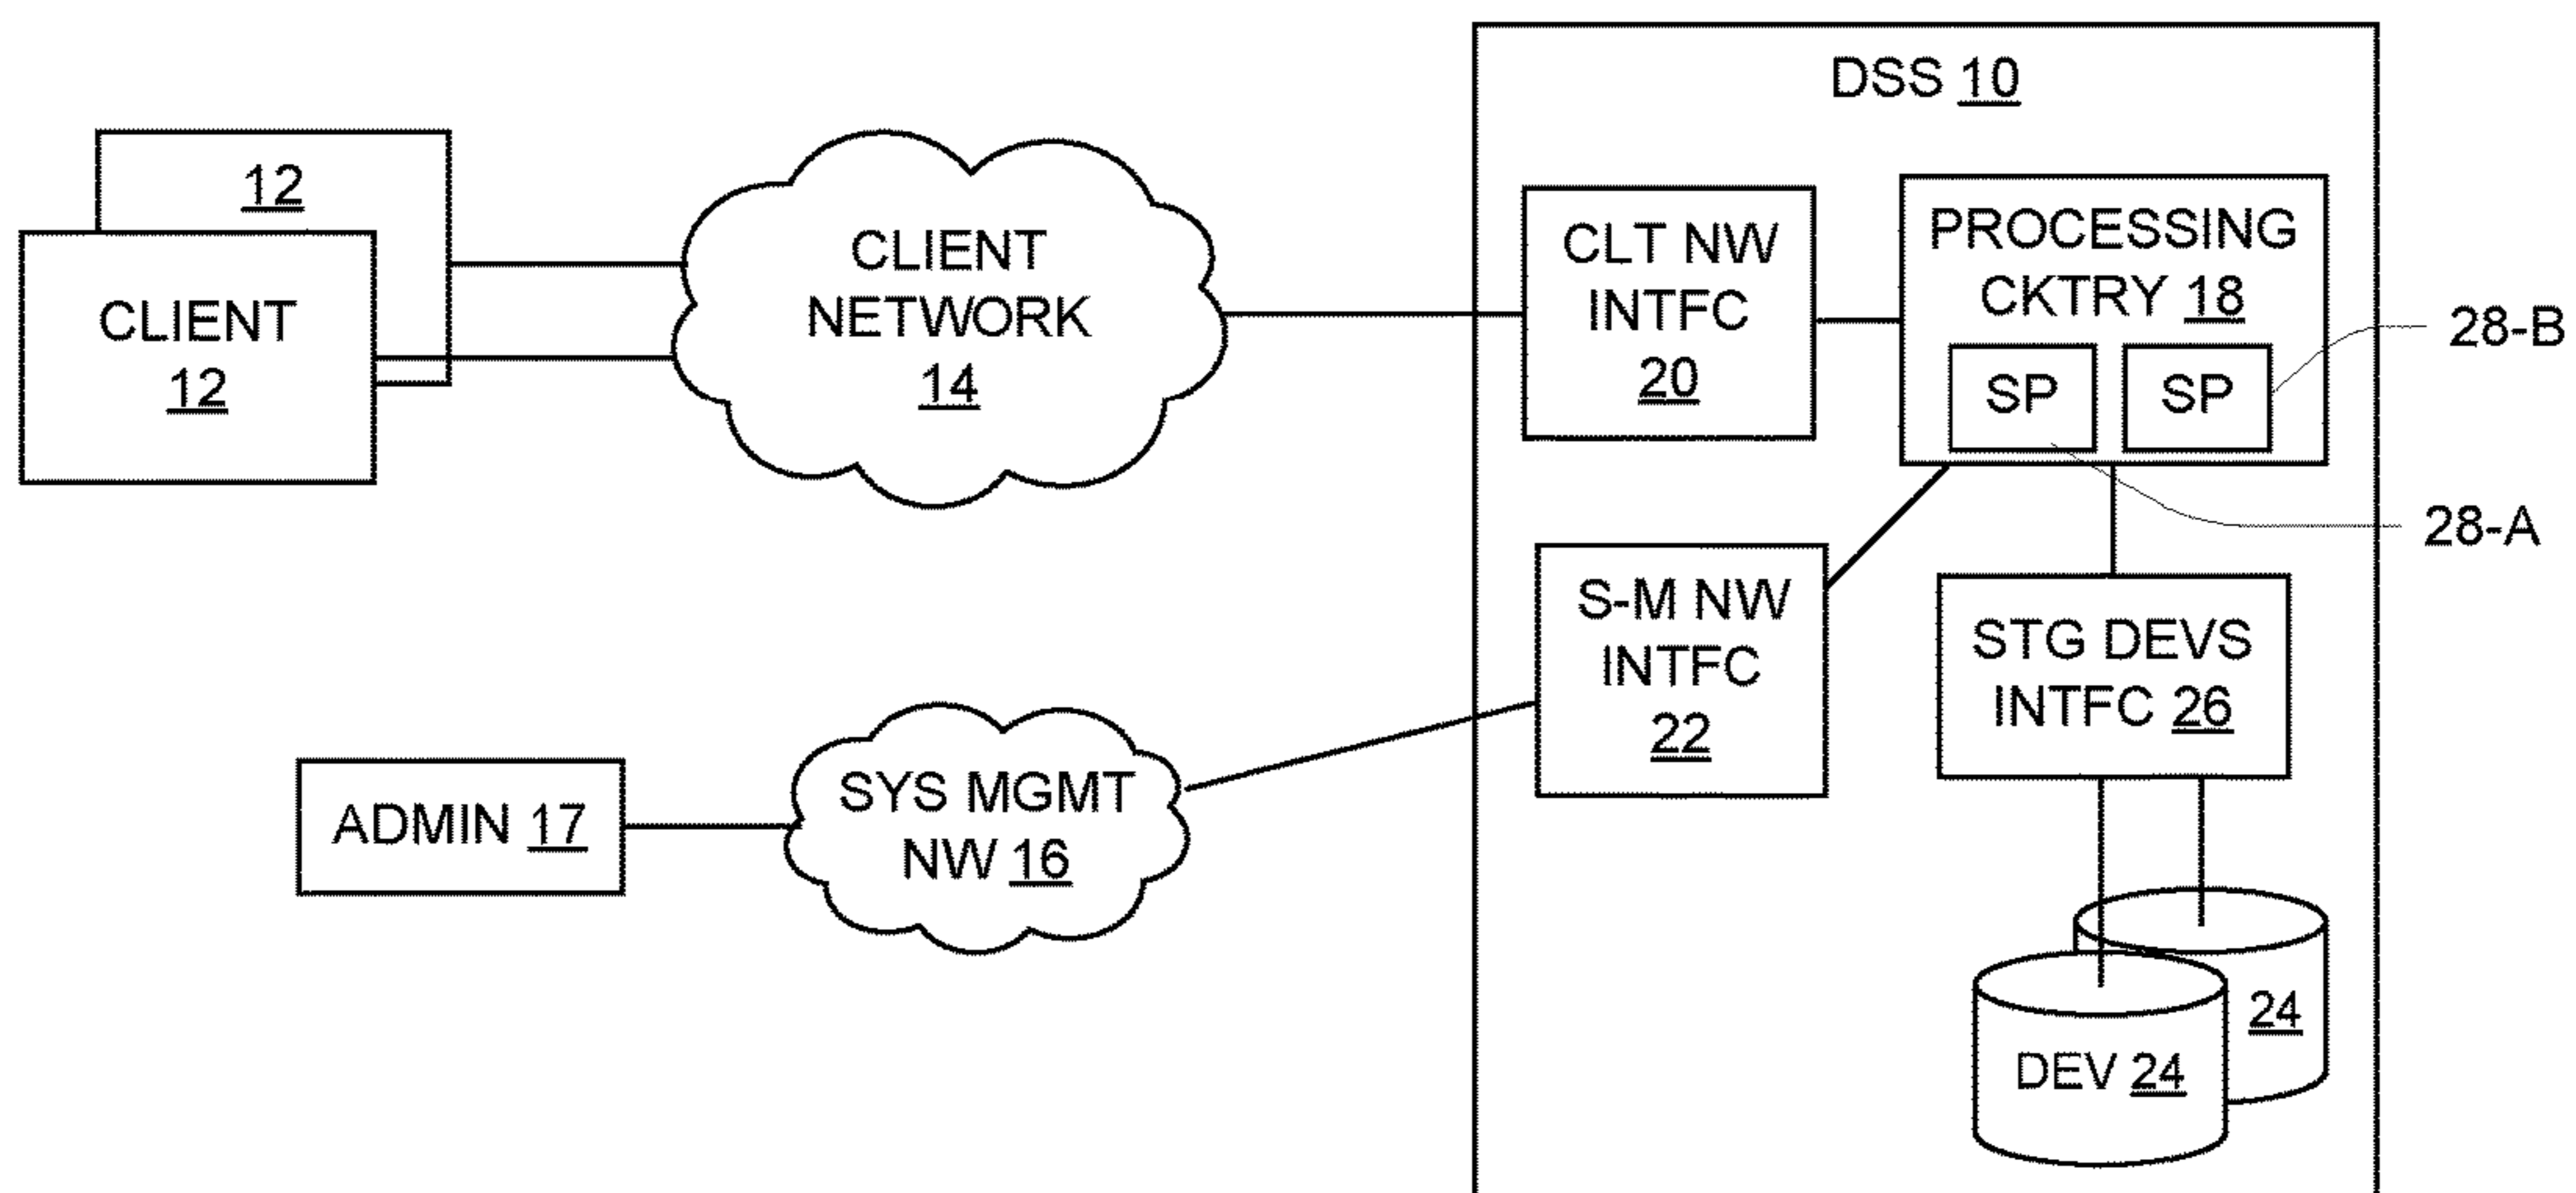 DSS 10
12
CLIENT
12
CLIENT
NETWORK
14
CLT NW
INTFC
20
PROCESSING
CKTRY 18
SP
SP
28-B
28-A
S-M NW
INTFC
22
STG DEVS
INTFC 26
ADMIN 17
SYS MGMT
NW 16
24
DEV 24